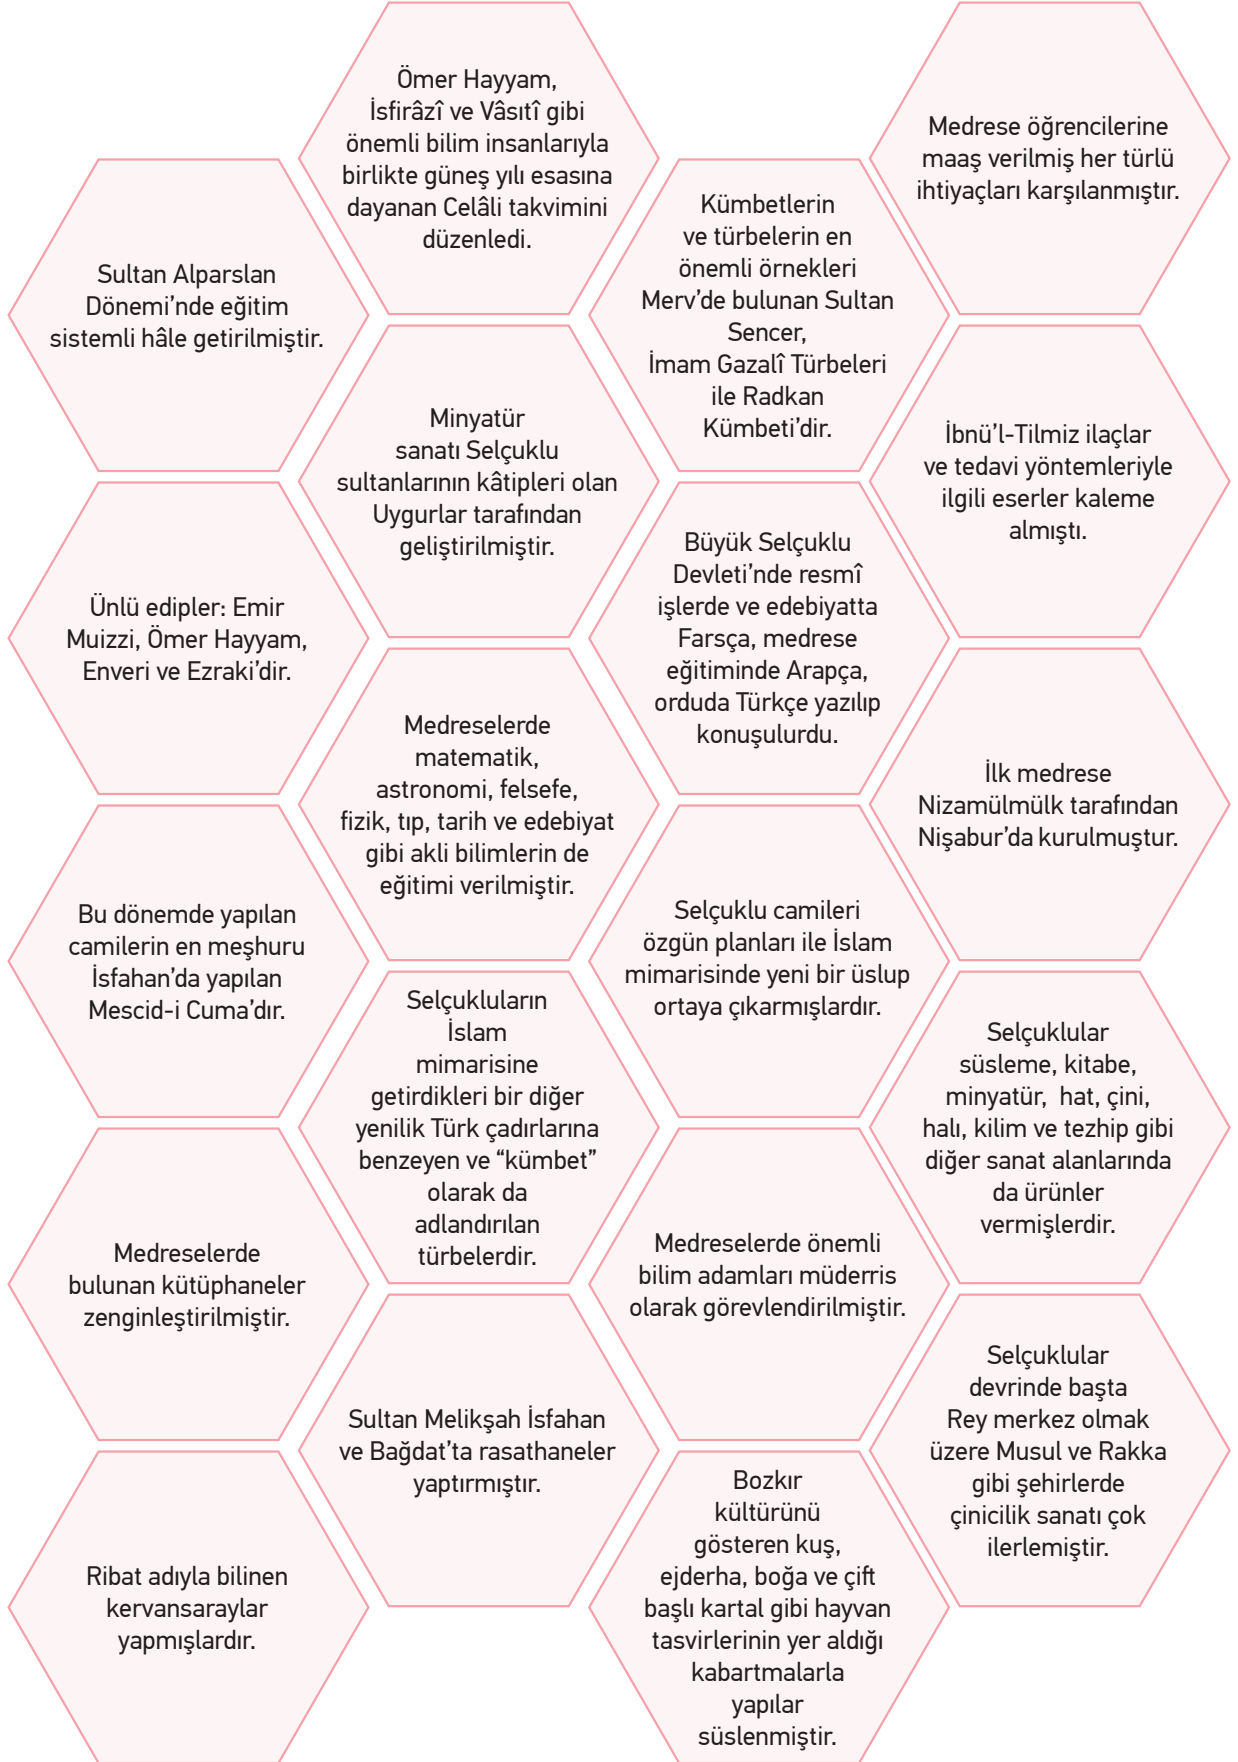 Ömer Hayyam,
İsfirâzî ve Vâsıtî gibi
önemli bilim insanlarıyla
birlikte güneş yılı esasına
dayanan Celâli takvimini
düzenledi.
Medrese öğrencilerine
maaş verilmiş her türlü
ihtiyaçları karşılanmıştır.
Sultan Alparslan
Dönemi’nde eğitim
sistemli hâle getirilmiştir.
Kümbetlerin
ve türbelerin en
önemli örnekleri
Merv’de bulunan Sultan
Sencer,
İmam Gazalî Türbeleri
ile Radkan
Kümbeti’dir.
Minyatür
sanatı Selçuklu
sultanlarının kâtipleri olan
Uygurlar tarafından
geliştirilmiştir.
İbnü’l-Tilmiz ilaçlar
ve tedavi yöntemleriyle
ilgili eserler kaleme
almıştı.
Ünlü edipler: Emir
Muizzi, Ömer Hayyam,
Enveri ve Ezraki’dir.
Büyük Selçuklu
Devleti’nde resmî
işlerde ve edebiyatta
Farsça, medrese
eğitiminde Arapça,
orduda Türkçe yazılıp
konuşulurdu.
Medreselerde
matematik,
astronomi, felsefe,
fizik, tıp, tarih ve edebiyat
gibi akli bilimlerin de
eğitimi verilmiştir.
İlk medrese
Nizamülmülk tarafından
Nişabur’da kurulmuştur.
Bu dönemde yapılan
camilerin en meşhuru
İsfahan’da yapılan
Mescid-i Cuma’dır.
Selçuklu camileri
özgün planları ile İslam
mimarisinde yeni bir üslup
ortaya çıkarmışlardır.
Selçukluların
İslam
mimarisine
getirdikleri bir diğer
yenilik Türk çadırlarına
benzeyen ve “kümbet”
olarak da
adlandırılan
türbelerdir.
Selçuklular
süsleme, kitabe,
minyatür, hat, çini,
halı, kilim ve tezhip gibi
diğer sanat alanlarında
da ürünler
vermişlerdir.
Medreselerde
bulunan kütüphaneler
zenginleştirilmiştir.
Medreselerde önemli
bilim adamları müderris
olarak görevlendirilmiştir.
Sultan Melikşah İsfahan
ve Bağdat’ta rasathaneler
yaptırmıştır.
Selçuklular
devrinde başta
Rey merkez olmak
üzere Musul ve Rakka
gibi şehirlerde
çinicilik sanatı çok
ilerlemiştir.
Ribat adıyla bilinen
kervansaraylar
yapmışlardır.
Bozkır
kültürünü
gösteren kuş,
ejderha, boğa ve çift
başlı kartal gibi hayvan
tasvirlerinin yer aldığı
kabartmalarla
yapılar
süslenmiştir.